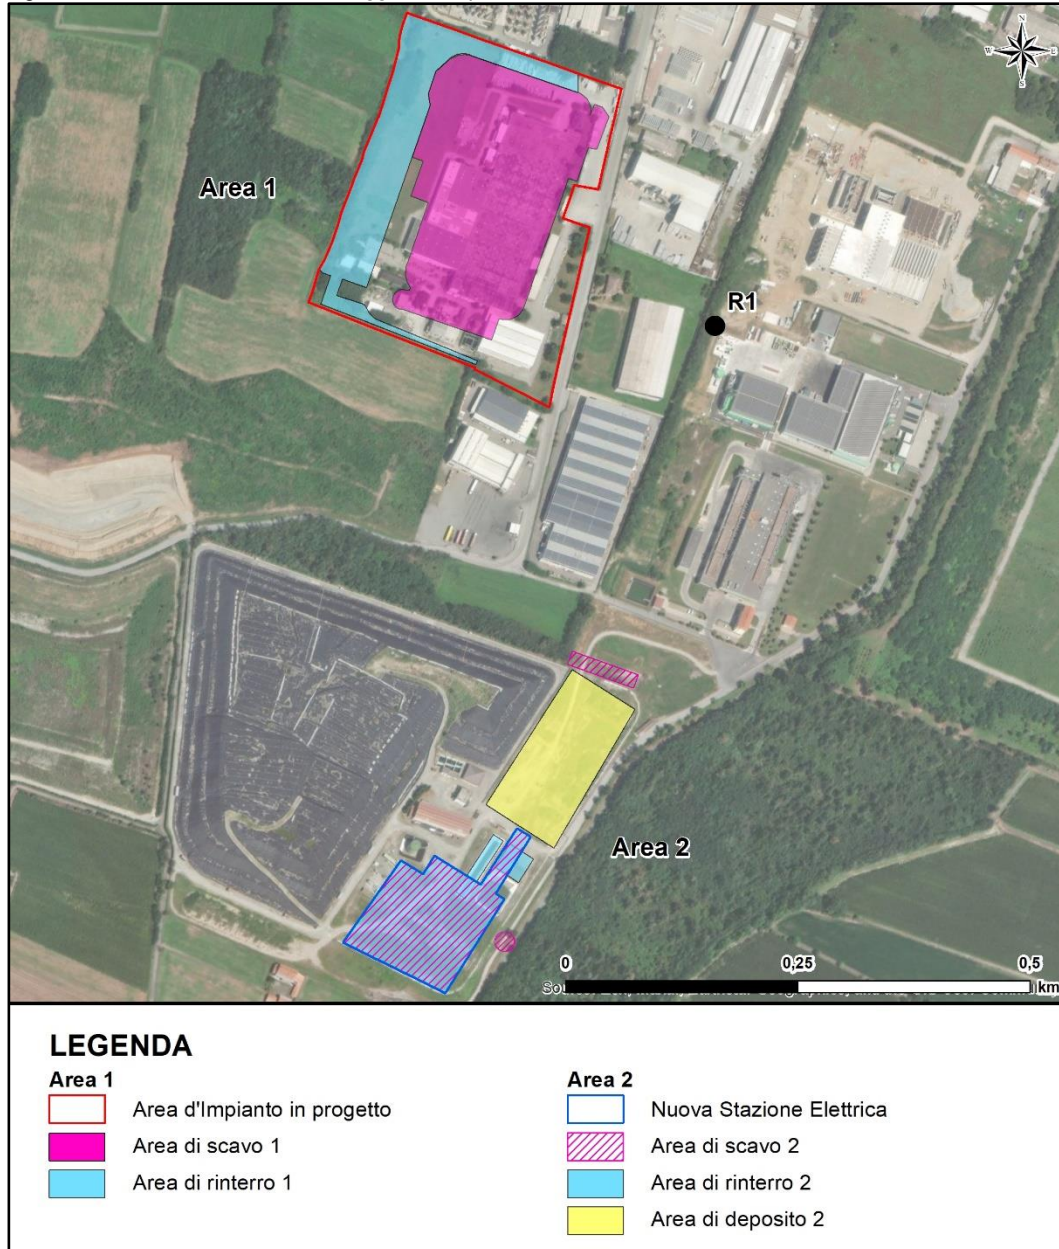 N
W E
S
Area 1
R1
Area 2
0 0,25 0,5
km
LEGENDA
Area 1
Area d'Impianto in progetto
Area di scavo 1
Area di rinterro 1
Area 2
Nuova Stazione Elettrica
Area di scavo 2
Area di rinterro 2
Area di deposito 2